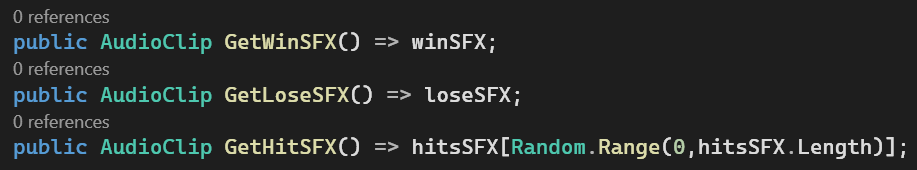 0 references
public AudioClip GetWinSFX() => winSFX;
0 references
public AudioClip GetLoseSFX() => loseSFX;
0 references
public AudioClip GetHitSFX() => hitsSFX[Random.Range(0,hitsSFX.Length)];